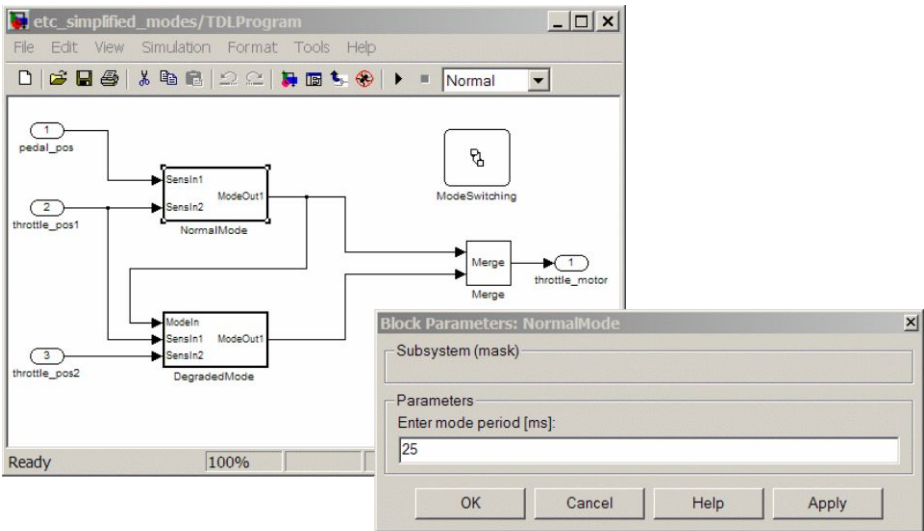 etc_simplified_modes/TDLProgram
File Edit View Simulation Format Tools Help
Normal
1
pedal_pos
SensIn1
SensIn2
ModeOut1
NormalMode
2
throttle_pos1
ModeSwitching
Merge
Merge
1
throttle_motor
ModeIn
SensIn1
SensIn2
ModeOut1
DegradedMode
3
throttle_pos2
Ready 100%
Block Parameters: NormalMode
Subsystem (mask)
Parameters
Enter mode period [ms]:
25
OK Cancel Help Apply